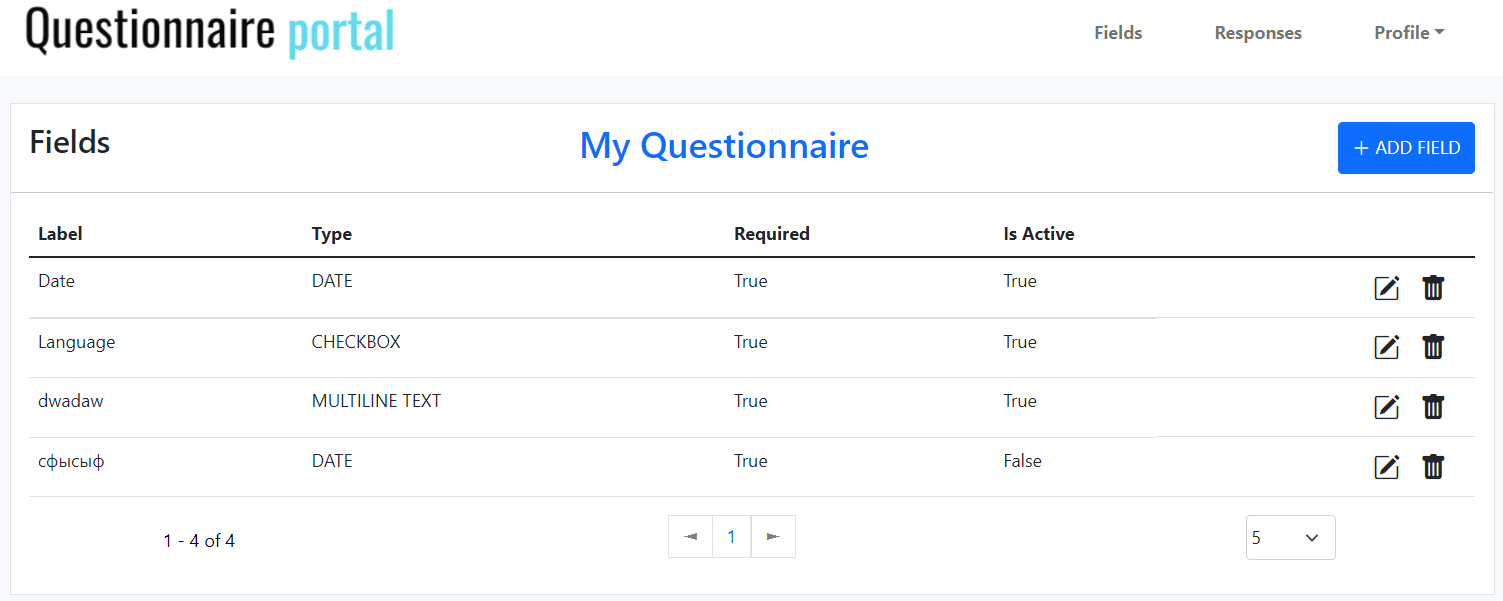 Questionnaire portal Fields Responses Profile
Fields My Questionnaire + ADD FIELD
Label Type Required Is Active
Date DATE True True
Language CHECKBOX True True
dwadaw MULTILINE TEXT True True
сфысыф DATE True False
1 - 4 of 4 ◄ 1 ► 5